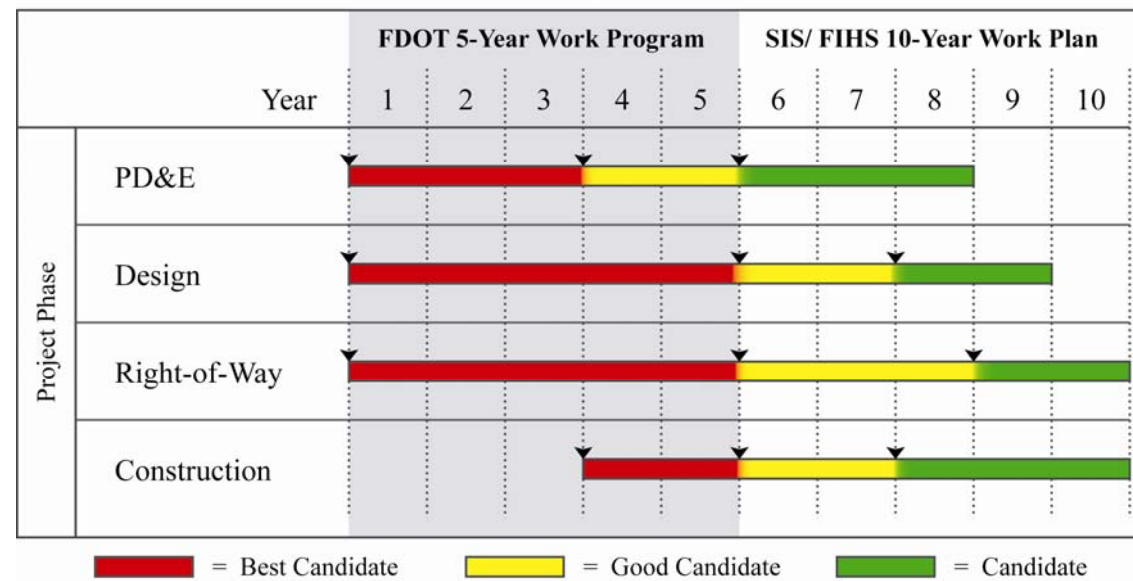 FDOT 5-Year Work Program SIS/ FIHS 10-Year Work Plan
Year 1 2 3 4 5 6 7 8 9 10
Project Phase
PD&E
Design
Right-of-Way
Construction
= Best Candidate = Good Candidate = Candidate